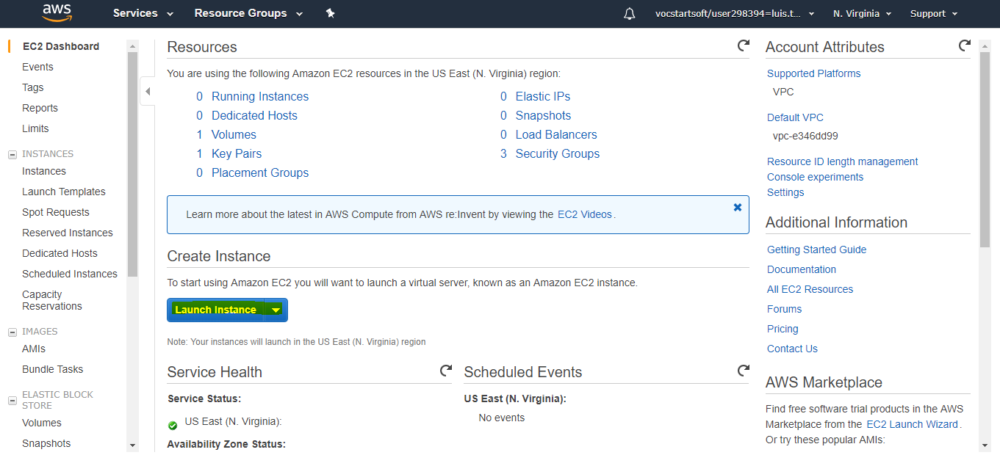 aws Services Resource Groups vocstartsoft/user298394=luis.t... N. Virginia Support
EC2 Dashboard
Events
Tags
Reports
Limits
INSTANCES
Instances
Launch Templates
Spot Requests
Reserved Instances
Dedicated Hosts
Scheduled Instances
Capacity
Reservations
IMAGES
AMIs
Bundle Tasks
ELASTIC BLOCK
STORE
Volumes
Snapshots
Resources
You are using the following Amazon EC2 resources in the US East (N. Virginia) region:
0 Running Instances
0 Dedicated Hosts
1 Volumes
1 Key Pairs
0 Placement Groups
0 Elastic IPs
0 Snapshots
0 Load Balancers
3 Security Groups
Learn more about the latest in AWS Compute from AWS re:Invent by viewing the EC2 Videos.
Create Instance
To start using Amazon EC2 you will want to launch a virtual server, known as an Amazon EC2 instance.
Launch Instance
Note: Your instances will launch in the US East (N. Virginia) region
Service Health
Service Status:
US East (N. Virginia):
Availability Zone Status:
Scheduled Events
US East (N. Virginia):
No events
Account Attributes
Supported Platforms
VPC
Default VPC
vpc-e346dd99
Resource ID length management
Console experiments
Settings
Additional Information
Getting Started Guide
Documentation
All EC2 Resources
Forums
Pricing
Contact Us
AWS Marketplace
Find free software trial products in the AWS
Marketplace from the EC2 Launch Wizard.
Or try these popular AMIs: